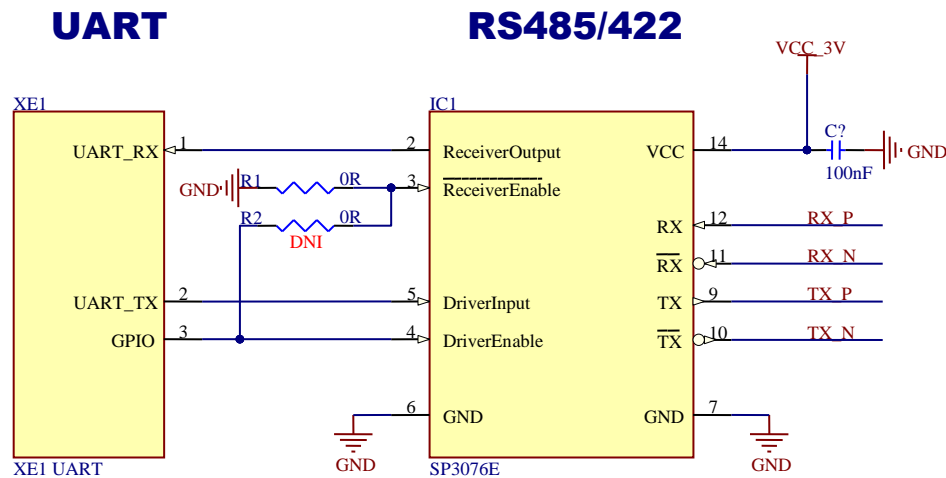 UART RS485/422
VCC_3V
XE1 IC1 C?
UART_RX 1 2 ReceiverOutput VCC 14 GND
100nF
GND R1 0R 3 ReceiverEnable
R2 0R
DNI
RX 12 RX_P
RX 11 RX_N
UART_TX 2 5 DriverInput TX 9 TX_P
GPIO 3 4 DriverEnable TX 10 TX_N
6 GND GND 7
GND GND
XE1 UART SP3076E